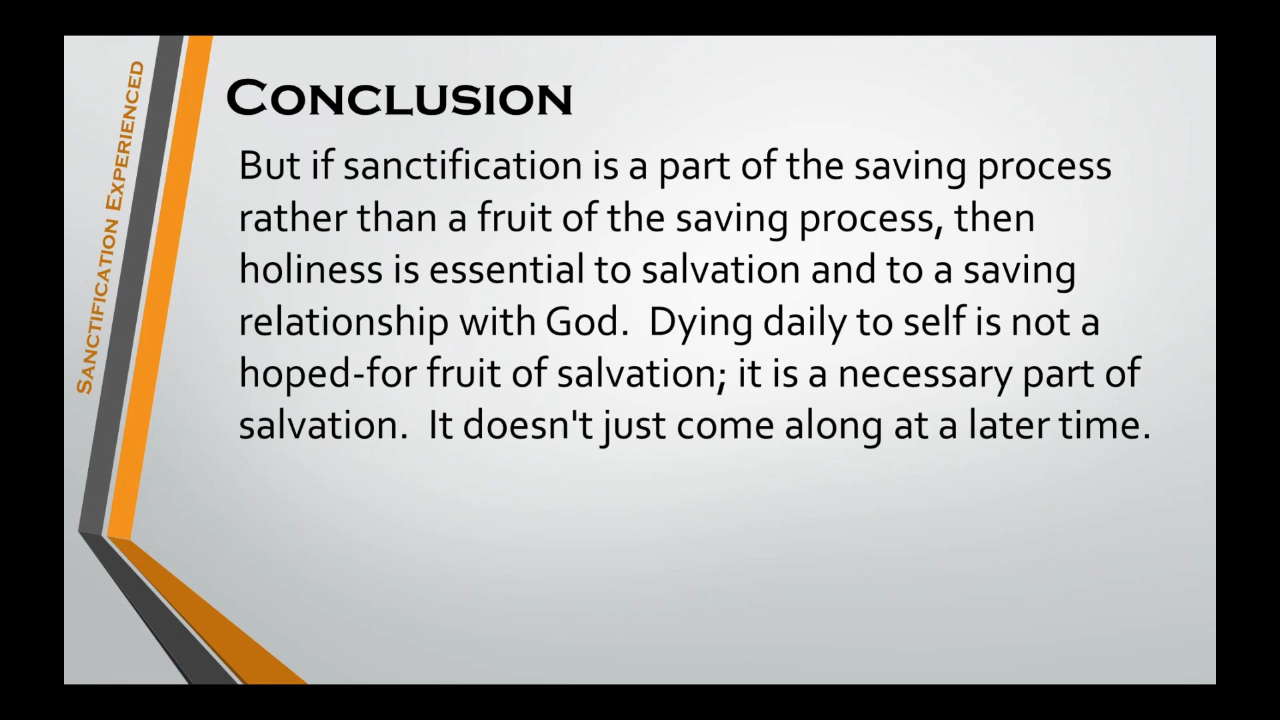 Sanctification Experienced
Conclusion
But if sanctification is a part of the saving process
rather than a fruit of the saving process, then
holiness is essential to salvation and to a saving
relationship with God.  Dying daily to self is not a
hoped-for fruit of salvation; it is a necessary part of
salvation.  It doesn't just come along at a later time.